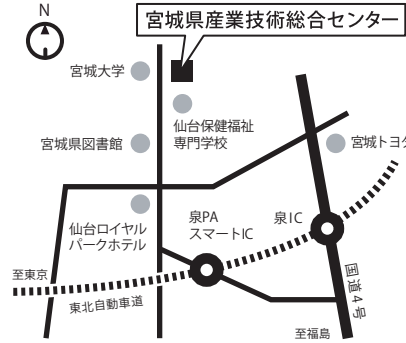 N
宮城県産業技術総合センター
宮城大学
仙台保健福祉
専門学校
宮城県図書館
宮城トヨタ
仙台ロイヤル
パークホテル
泉PA
スマートIC
泉IC
至東京
東北自動車道
国道4号
至福島